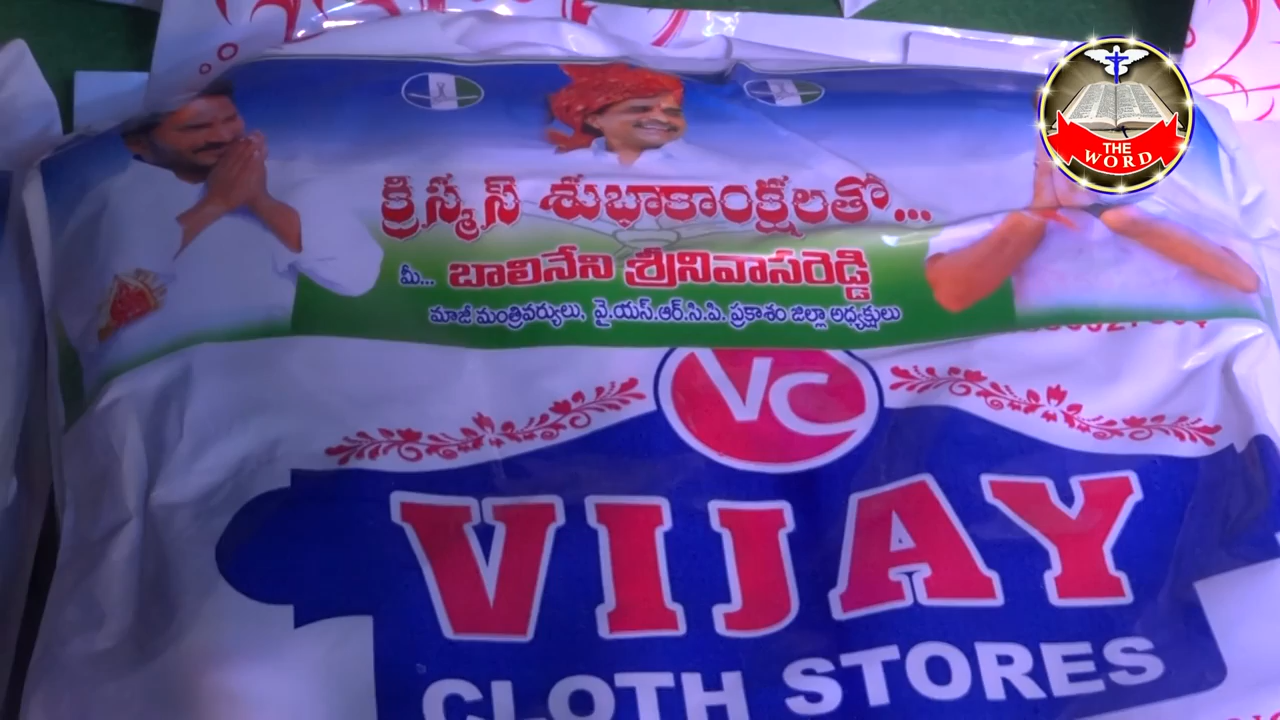 THE
WORD
క్రిస్మస్ శుభాకాంక్షలతో...
మీ... బాలినేని శ్రీనివాసరెడ్డి
మాజీ మంత్రివర్యులు, వై.యస్.ఆర్.సి.పి. ప్రకాశం జిల్లా అధ్యక్షులు
VC
VIJAY
CLOTH STORES